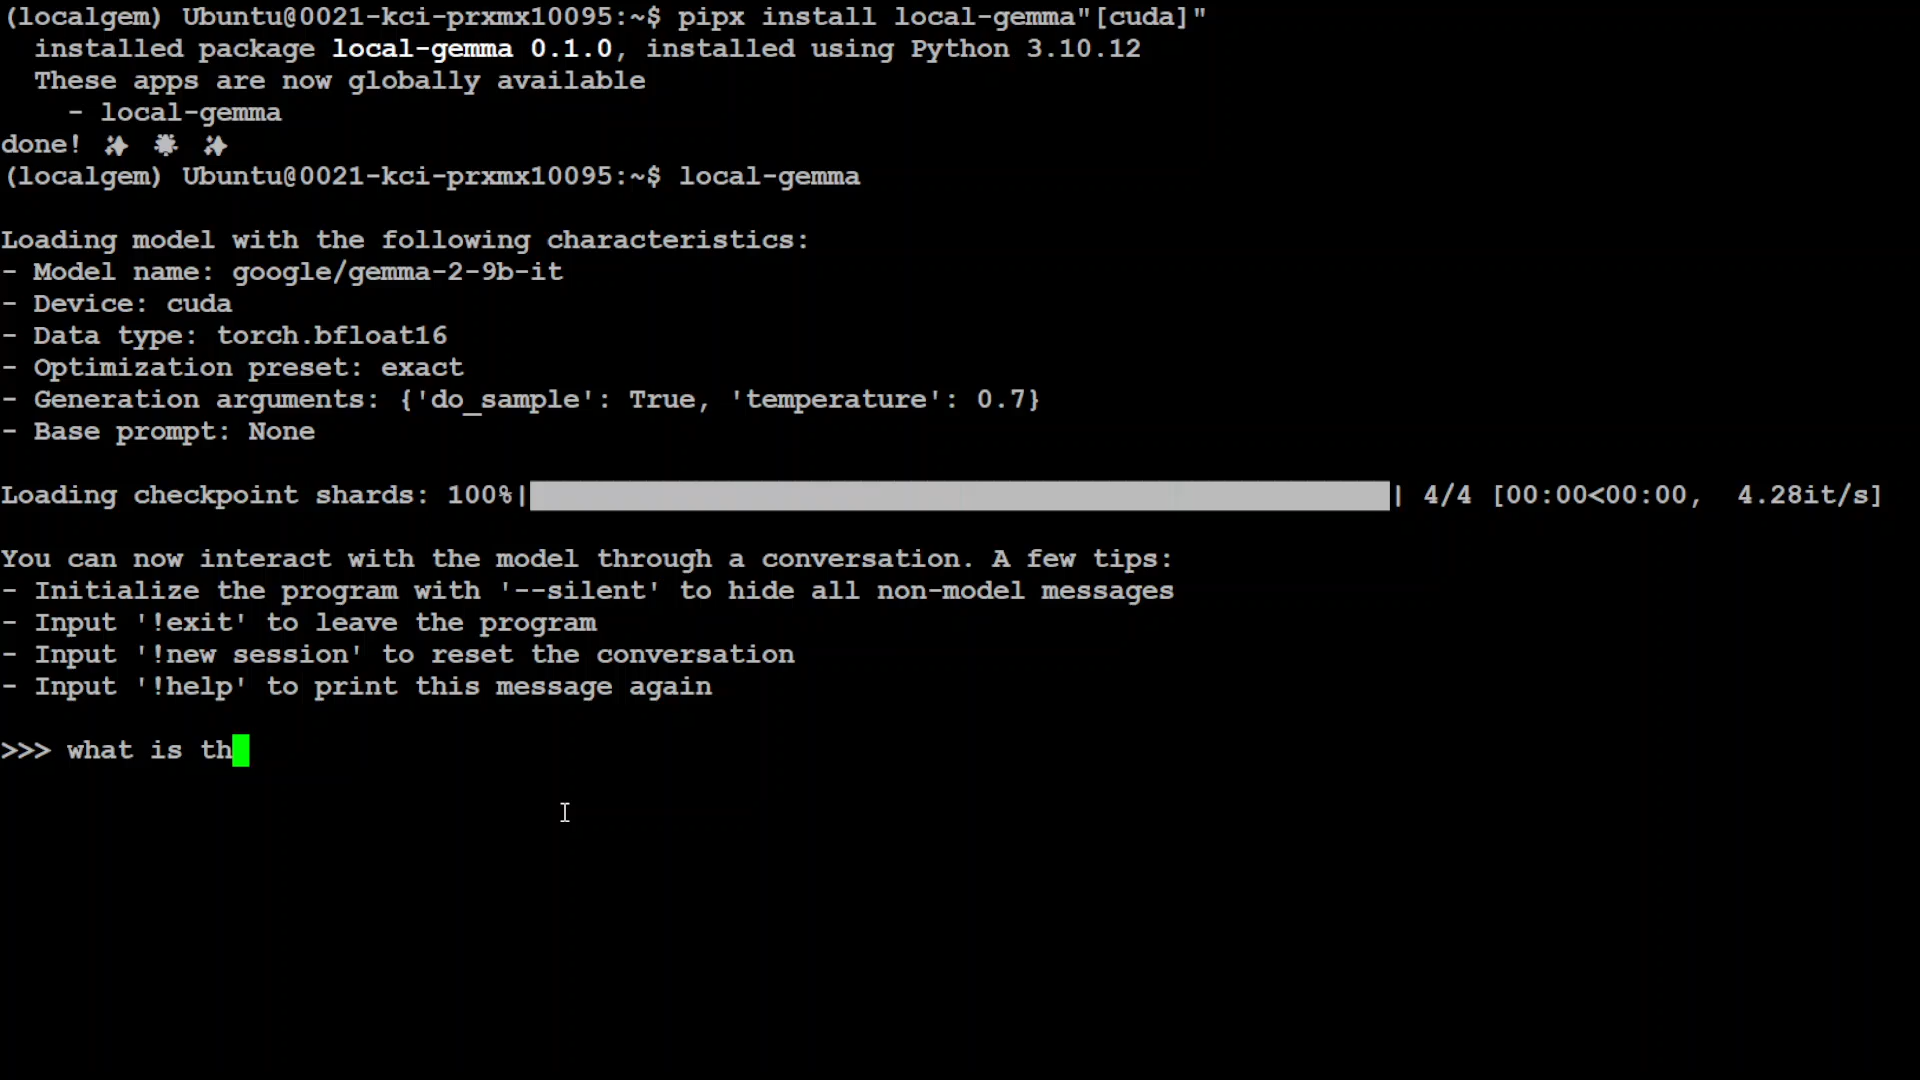 (localgem) Ubuntu@0021-kci-prxmx10095:~$ pipx install local-gemma"[cuda]"
  installed package local-gemma 0.1.0, installed using Python 3.10.12
  These apps are now globally available
    - local-gemma
done! ✨ 🌟 ✨
(localgem) Ubuntu@0021-kci-prxmx10095:~$ local-gemma
Loading model with the following characteristics:
- Model name: google/gemma-2-9b-it
- Device: cuda
- Data type: torch.bfloat16
- Optimization preset: exact
- Generation arguments: {'do_sample': True, 'temperature': 0.7}
- Base prompt: None
Loading checkpoint shards: 100%|██████████| 4/4 [00:00<00:00,  4.28it/s]
You can now interact with the model through a conversation. A few tips:
- Initialize the program with '--silent' to hide all non-model messages
- Input '!exit' to leave the program
- Input '!new session' to reset the conversation
- Input '!help' to print this message again
>>> what is th